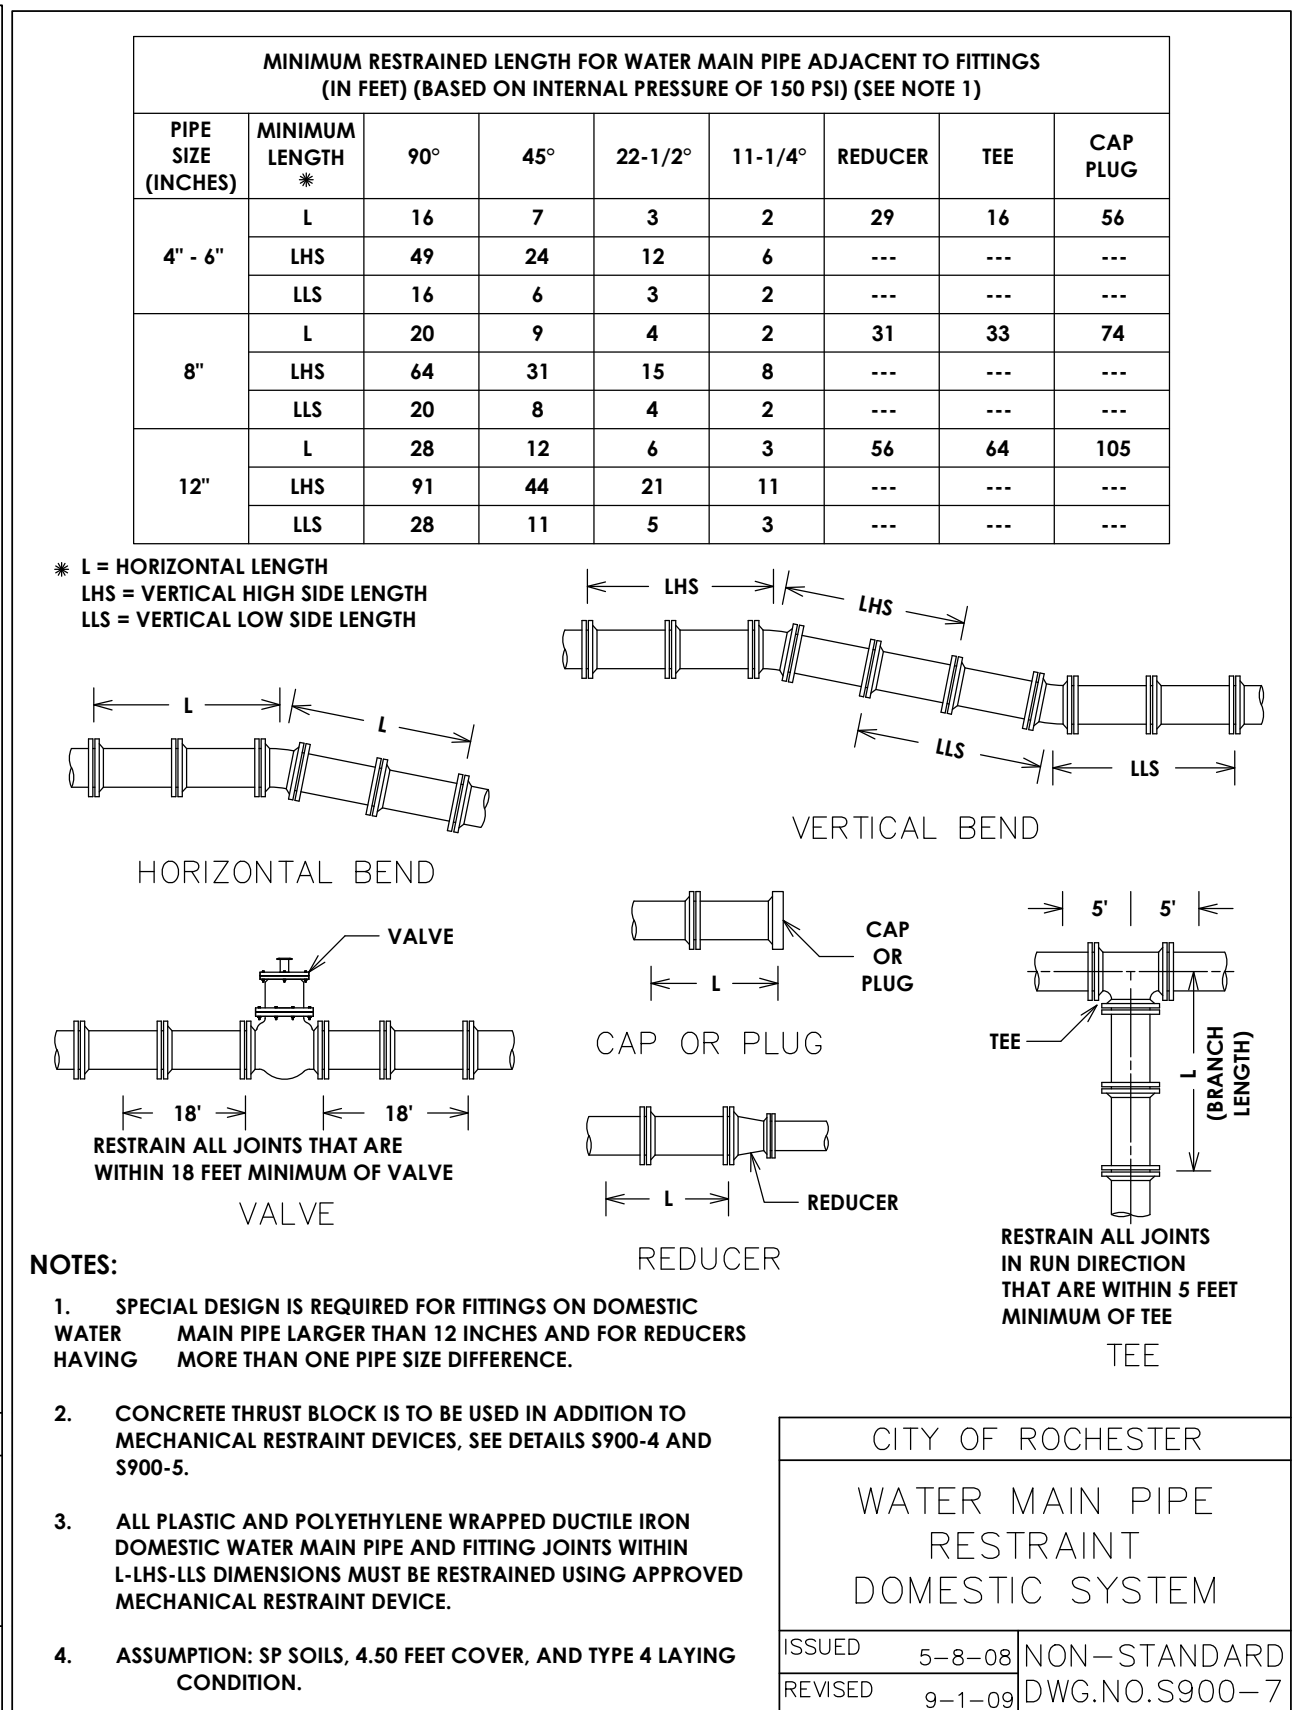 MINIMUM RESTRAINED LENGTH FOR WATER MAIN PIPE ADJACENT TO FITTINGS
(IN FEET) (BASED ON INTERNAL PRESSURE OF 150 PSI) (SEE NOTE 1)
PIPE SIZE (INCHES) MINIMUM LENGTH * 90° 45° 22-1/2° 11-1/4° REDUCER TEE CAP PLUG
4" - 6" L 16 7 3 2 29 16 56
LHS 49 24 12 6 --- --- ---
LLS 16 6 3 2 --- --- ---
8" L 20 9 4 2 31 33 74
LHS 64 31 15 8 --- --- ---
LLS 20 8 4 2 --- --- ---
12" L 28 12 6 3 56 64 105
LHS 91 44 21 11 --- --- ---
LLS 28 11 5 3 --- --- ---
* L = HORIZONTAL LENGTH
LHS = VERTICAL HIGH SIDE LENGTH
LLS = VERTICAL LOW SIDE LENGTH
L
L
HORIZONTAL BEND
LHS
LHS
LLS
LLS
VERTICAL BEND
VALVE
18'
18'
RESTRAIN ALL JOINTS THAT ARE
WITHIN 18 FEET MINIMUM OF VALVE
VALVE
CAP
OR
PLUG
L
CAP OR PLUG
L
REDUCER
REDUCER
5'
5'
TEE
L
(BRANCH
LENGTH)
RESTRAIN ALL JOINTS
IN RUN DIRECTION
THAT ARE WITHIN 5 FEET
MINIMUM OF TEE
TEE
NOTES:
1. SPECIAL DESIGN IS REQUIRED FOR FITTINGS ON DOMESTIC
WATER MAIN PIPE LARGER THAN 12 INCHES AND FOR REDUCERS
HAVING MORE THAN ONE PIPE SIZE DIFFERENCE.
2. CONCRETE THRUST BLOCK IS TO BE USED IN ADDITION TO
MECHANICAL RESTRAINT DEVICES, SEE DETAILS S900-4 AND
S900-5.
3. ALL PLASTIC AND POLYETHYLENE WRAPPED DUCTILE IRON
DOMESTIC WATER MAIN PIPE AND FITTING JOINTS WITHIN
L-LHS-LLS DIMENSIONS MUST BE RESTRAINED USING APPROVED
MECHANICAL RESTRAINT DEVICE.
4. ASSUMPTION: SP SOILS, 4.50 FEET COVER, AND TYPE 4 LAYING
CONDITION.
CITY OF ROCHESTER
WATER MAIN PIPE
RESTRAINT
DOMESTIC SYSTEM
ISSUED 5-8-08
REVISED 9-1-09
NON-STANDARD
DWG.NO.S900-7